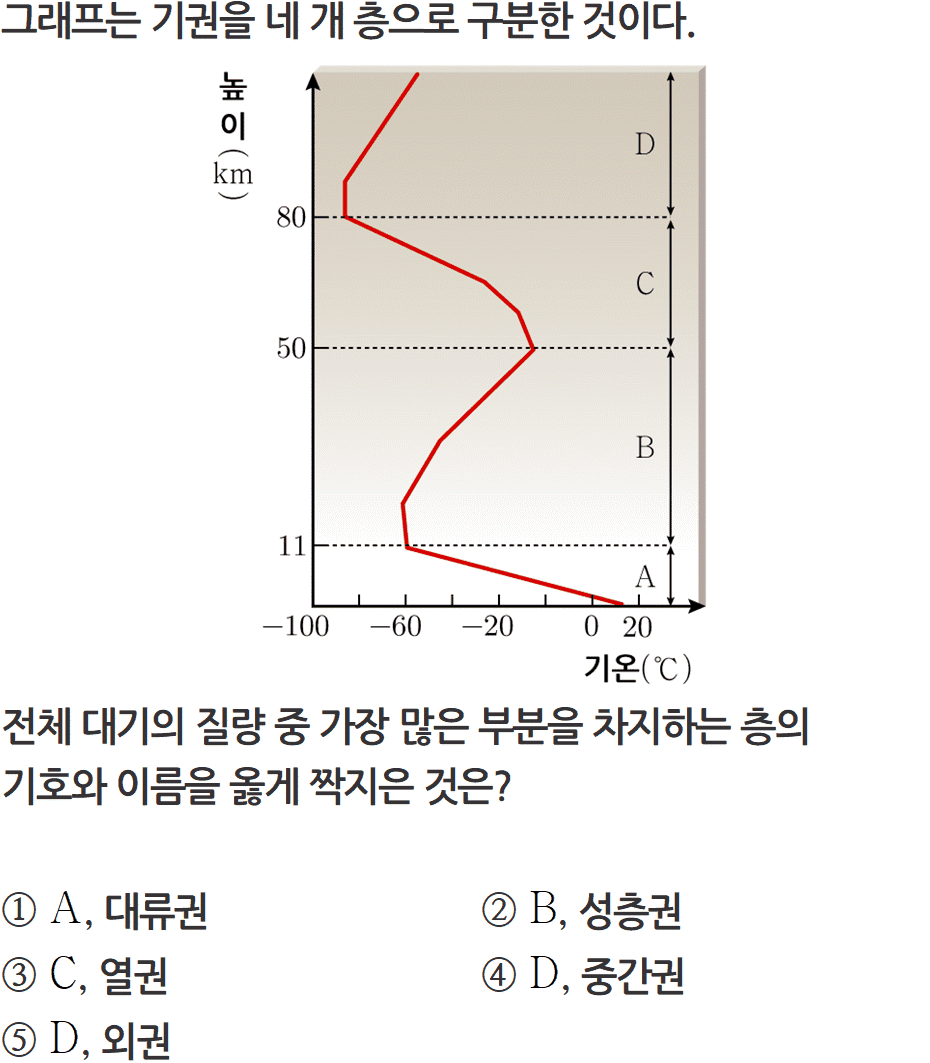 그래프는 기권을 네 개 층으로 구분한 것이다.
높이(km)
D
80
C
50
B
11
A
−100 −60 −20 0 20
기온(℃)
전체 대기의 질량 중 가장 많은 부분을 차지하는 층의
기호와 이름을 옳게 짝지은 것은?
① A, 대류권 ② B, 성층권
③ C, 열권 ④ D, 중간권
⑤ D, 외권